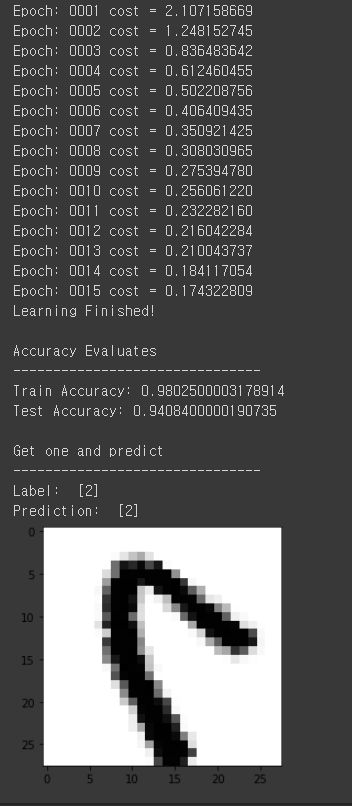 Epoch: 0001 cost = 2.107158669
Epoch: 0002 cost = 1.248152745
Epoch: 0003 cost = 0.836483642
Epoch: 0004 cost = 0.612460455
Epoch: 0005 cost = 0.502208756
Epoch: 0006 cost = 0.406409435
Epoch: 0007 cost = 0.350921425
Epoch: 0008 cost = 0.308030965
Epoch: 0009 cost = 0.275394780
Epoch: 0010 cost = 0.256061220
Epoch: 0011 cost = 0.232282160
Epoch: 0012 cost = 0.216042284
Epoch: 0013 cost = 0.210043737
Epoch: 0014 cost = 0.184117054
Epoch: 0015 cost = 0.174322809
Learning Finished!
Accuracy Evaluates
-------------------------------
Train Accuracy: 0.9802500003178914
Test Accuracy: 0.9408400000190735
Get one and predict
-------------------------------
Label:  [2]
Prediction:  [2]
0
5
10
15
20
25
0 5 10 15 20 25